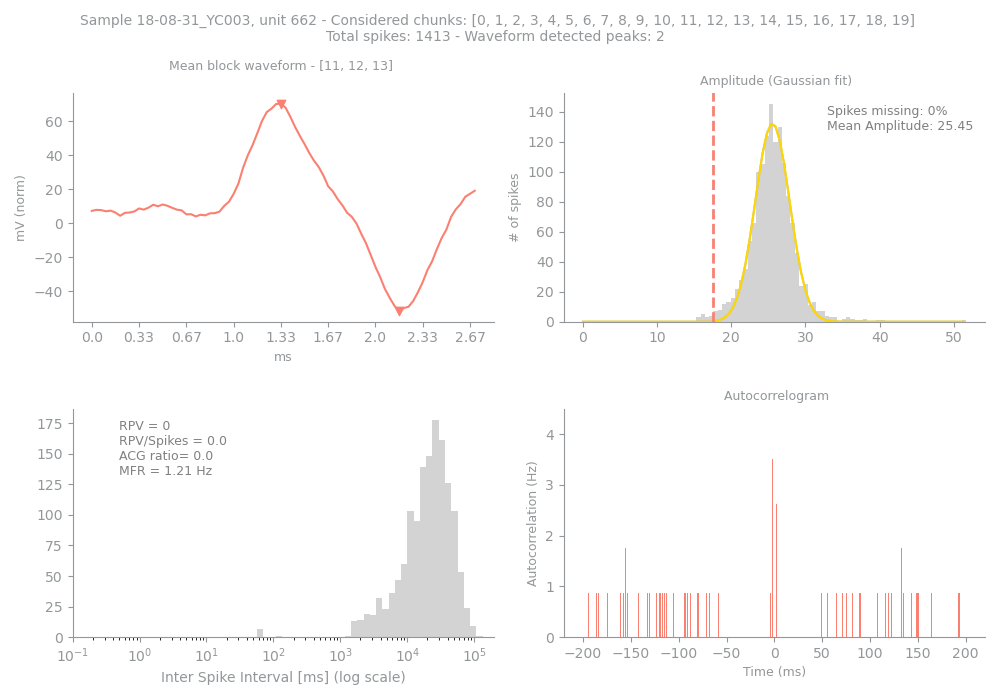 Sample 18-08-31_YC003, unit 662 - Considered chunks: [0, 1, 2, 3, 4, 5, 6, 7, 8, 9, 10, 11, 12, 13, 14, 15, 16, 17, 18, 19]
Total spikes: 1413 - Waveform detected peaks: 2
Mean block waveform - [11, 12, 13]
mV (norm)
60
40
20
0
−20
−40
0.0 0.33 0.67 1.0 1.33 1.67 2.0 2.33 2.67
ms
Amplitude (Gaussian fit)
Spikes missing: 0%
Mean Amplitude: 25.45
# of spikes
140
120
100
80
60
40
20
0
0 10 20 30 40 50
RPV = 0
RPV/Spikes = 0.0
ACG ratio= 0.0
MFR = 1.21 Hz
175
150
125
100
75
50
25
0
10⁻¹ 10⁰ 10¹ 10² 10³ 10⁴ 10⁵
Inter Spike Interval [ms] (log scale)
Autocorrelogram
Autocorrelation (Hz)
4
3
2
1
0
−200 −150 −100 −50 0 50 100 150 200
Time (ms)